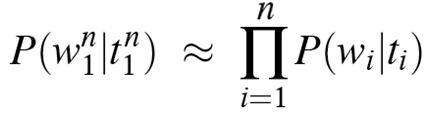 P(w_1^n|t_1^n) ≈ ∏_{i=1}^{n} P(w_i|t_i)